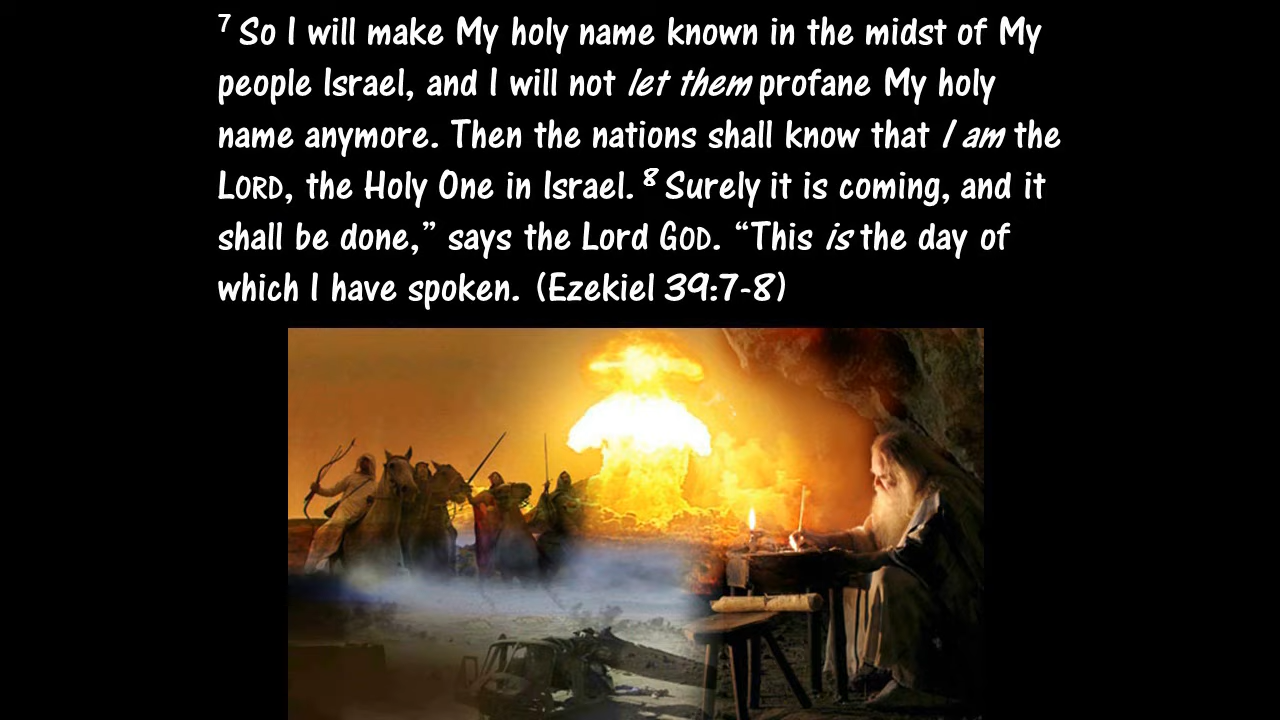 7 So I will make My holy name known in the midst of My
people Israel, and I will not let them profane My holy
name anymore. Then the nations shall know that I am the
LORD, the Holy One in Israel. 8 Surely it is coming, and it
shall be done,” says the Lord GOD. “This is the day of
which I have spoken. (Ezekiel 39:7-8)